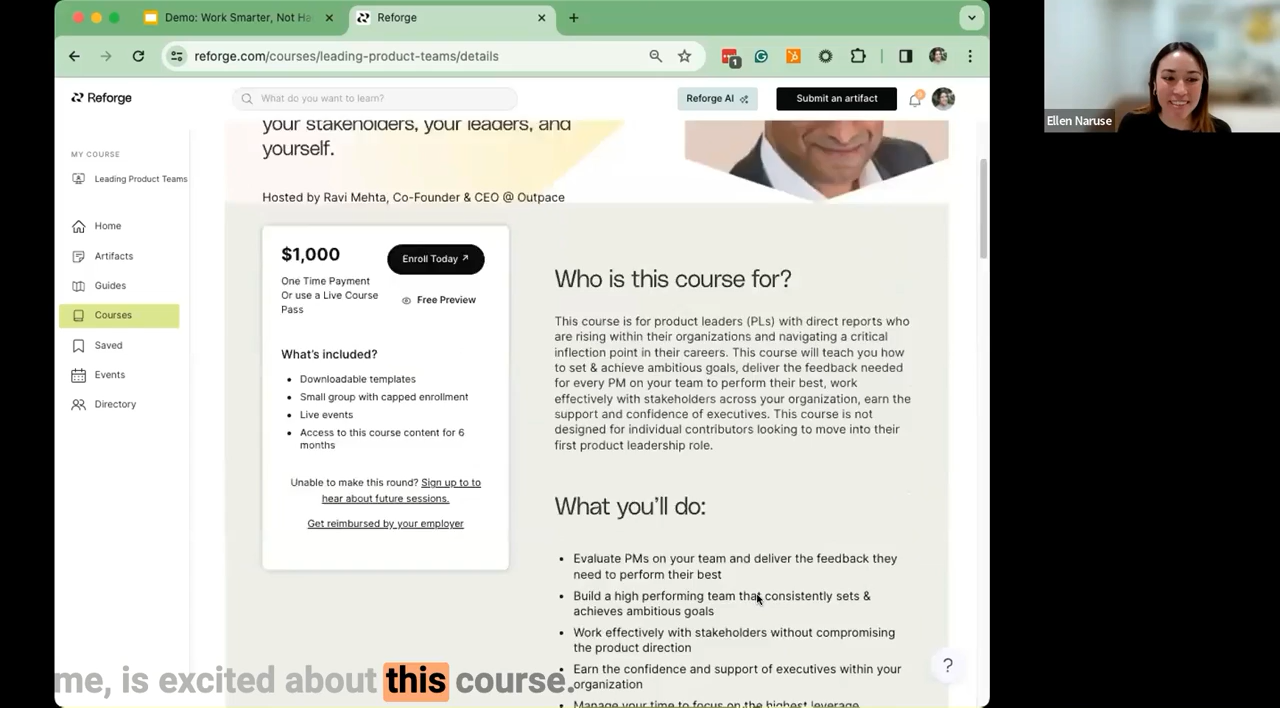 Demo: Work Smarter, Not Ha
Reforge
reforge.com/courses/leading-product-teams/details
1
Reforge
What do you want to learn?
Reforge AI
Submit an artifact
Ellen Naruse
MY COURSE
Leading Product Teams
Home
Artifacts
Guides
Courses
Saved
Events
Directory
your stakeholders, your leaders, and
yourself.
Hosted by Ravi Mehta, Co-Founder & CEO @ Outpace
$1,000
Enroll Today ↗
One Time Payment
Or use a Live Course
Pass
Free Preview
What's included?
• Downloadable templates
• Small group with capped enrollment
• Live events
• Access to this course content for 6
months
Unable to make this round? Sign up to to
hear about future sessions.
Get reimbursed by your employer
Who is this course for?
This course is for product leaders (PLs) with direct reports who
are rising within their organizations and navigating a critical
inflection point in their careers. This course will teach you how
to set & achieve ambitious goals, deliver the feedback needed
for every PM on your team to perform their best, work
effectively with stakeholders across your organization, earn the
support and confidence of executives. This course is not
designed for individual contributors looking to move into their
first product leadership role.
What you'll do:
• Evaluate PMs on your team and deliver the feedback they
need to perform their best
• Build a high performing team that consistently sets &
achieves ambitious goals
• Work effectively with stakeholders without compromising
the product direction
• Earn the confidence and support of executives within your
organization
• Manage your time to focus on the highest leverage
?
me, is excited about this course.